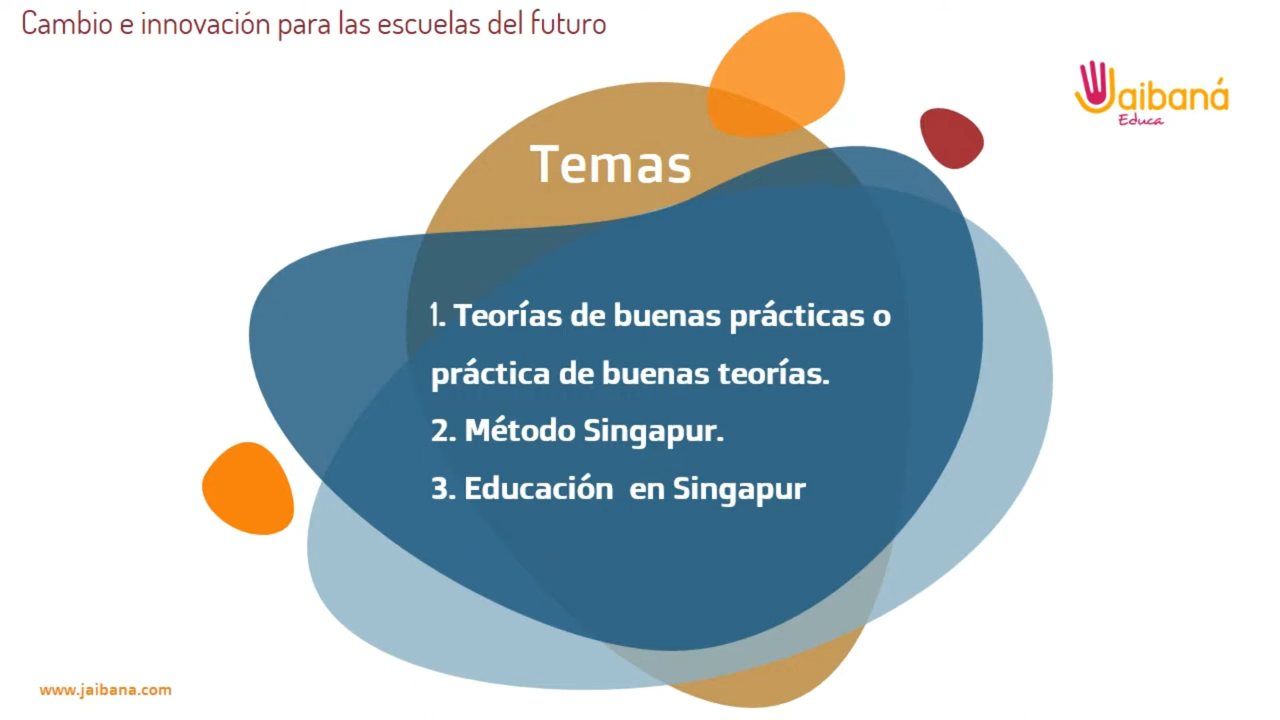 Cambio e innovación para las escuelas del futuro
Jaibaná
Educa
Temas
1. Teorías de buenas prácticas o
práctica de buenas teorías.
2. Método Singapur.
3. Educación en Singapur
www.jaibana.com